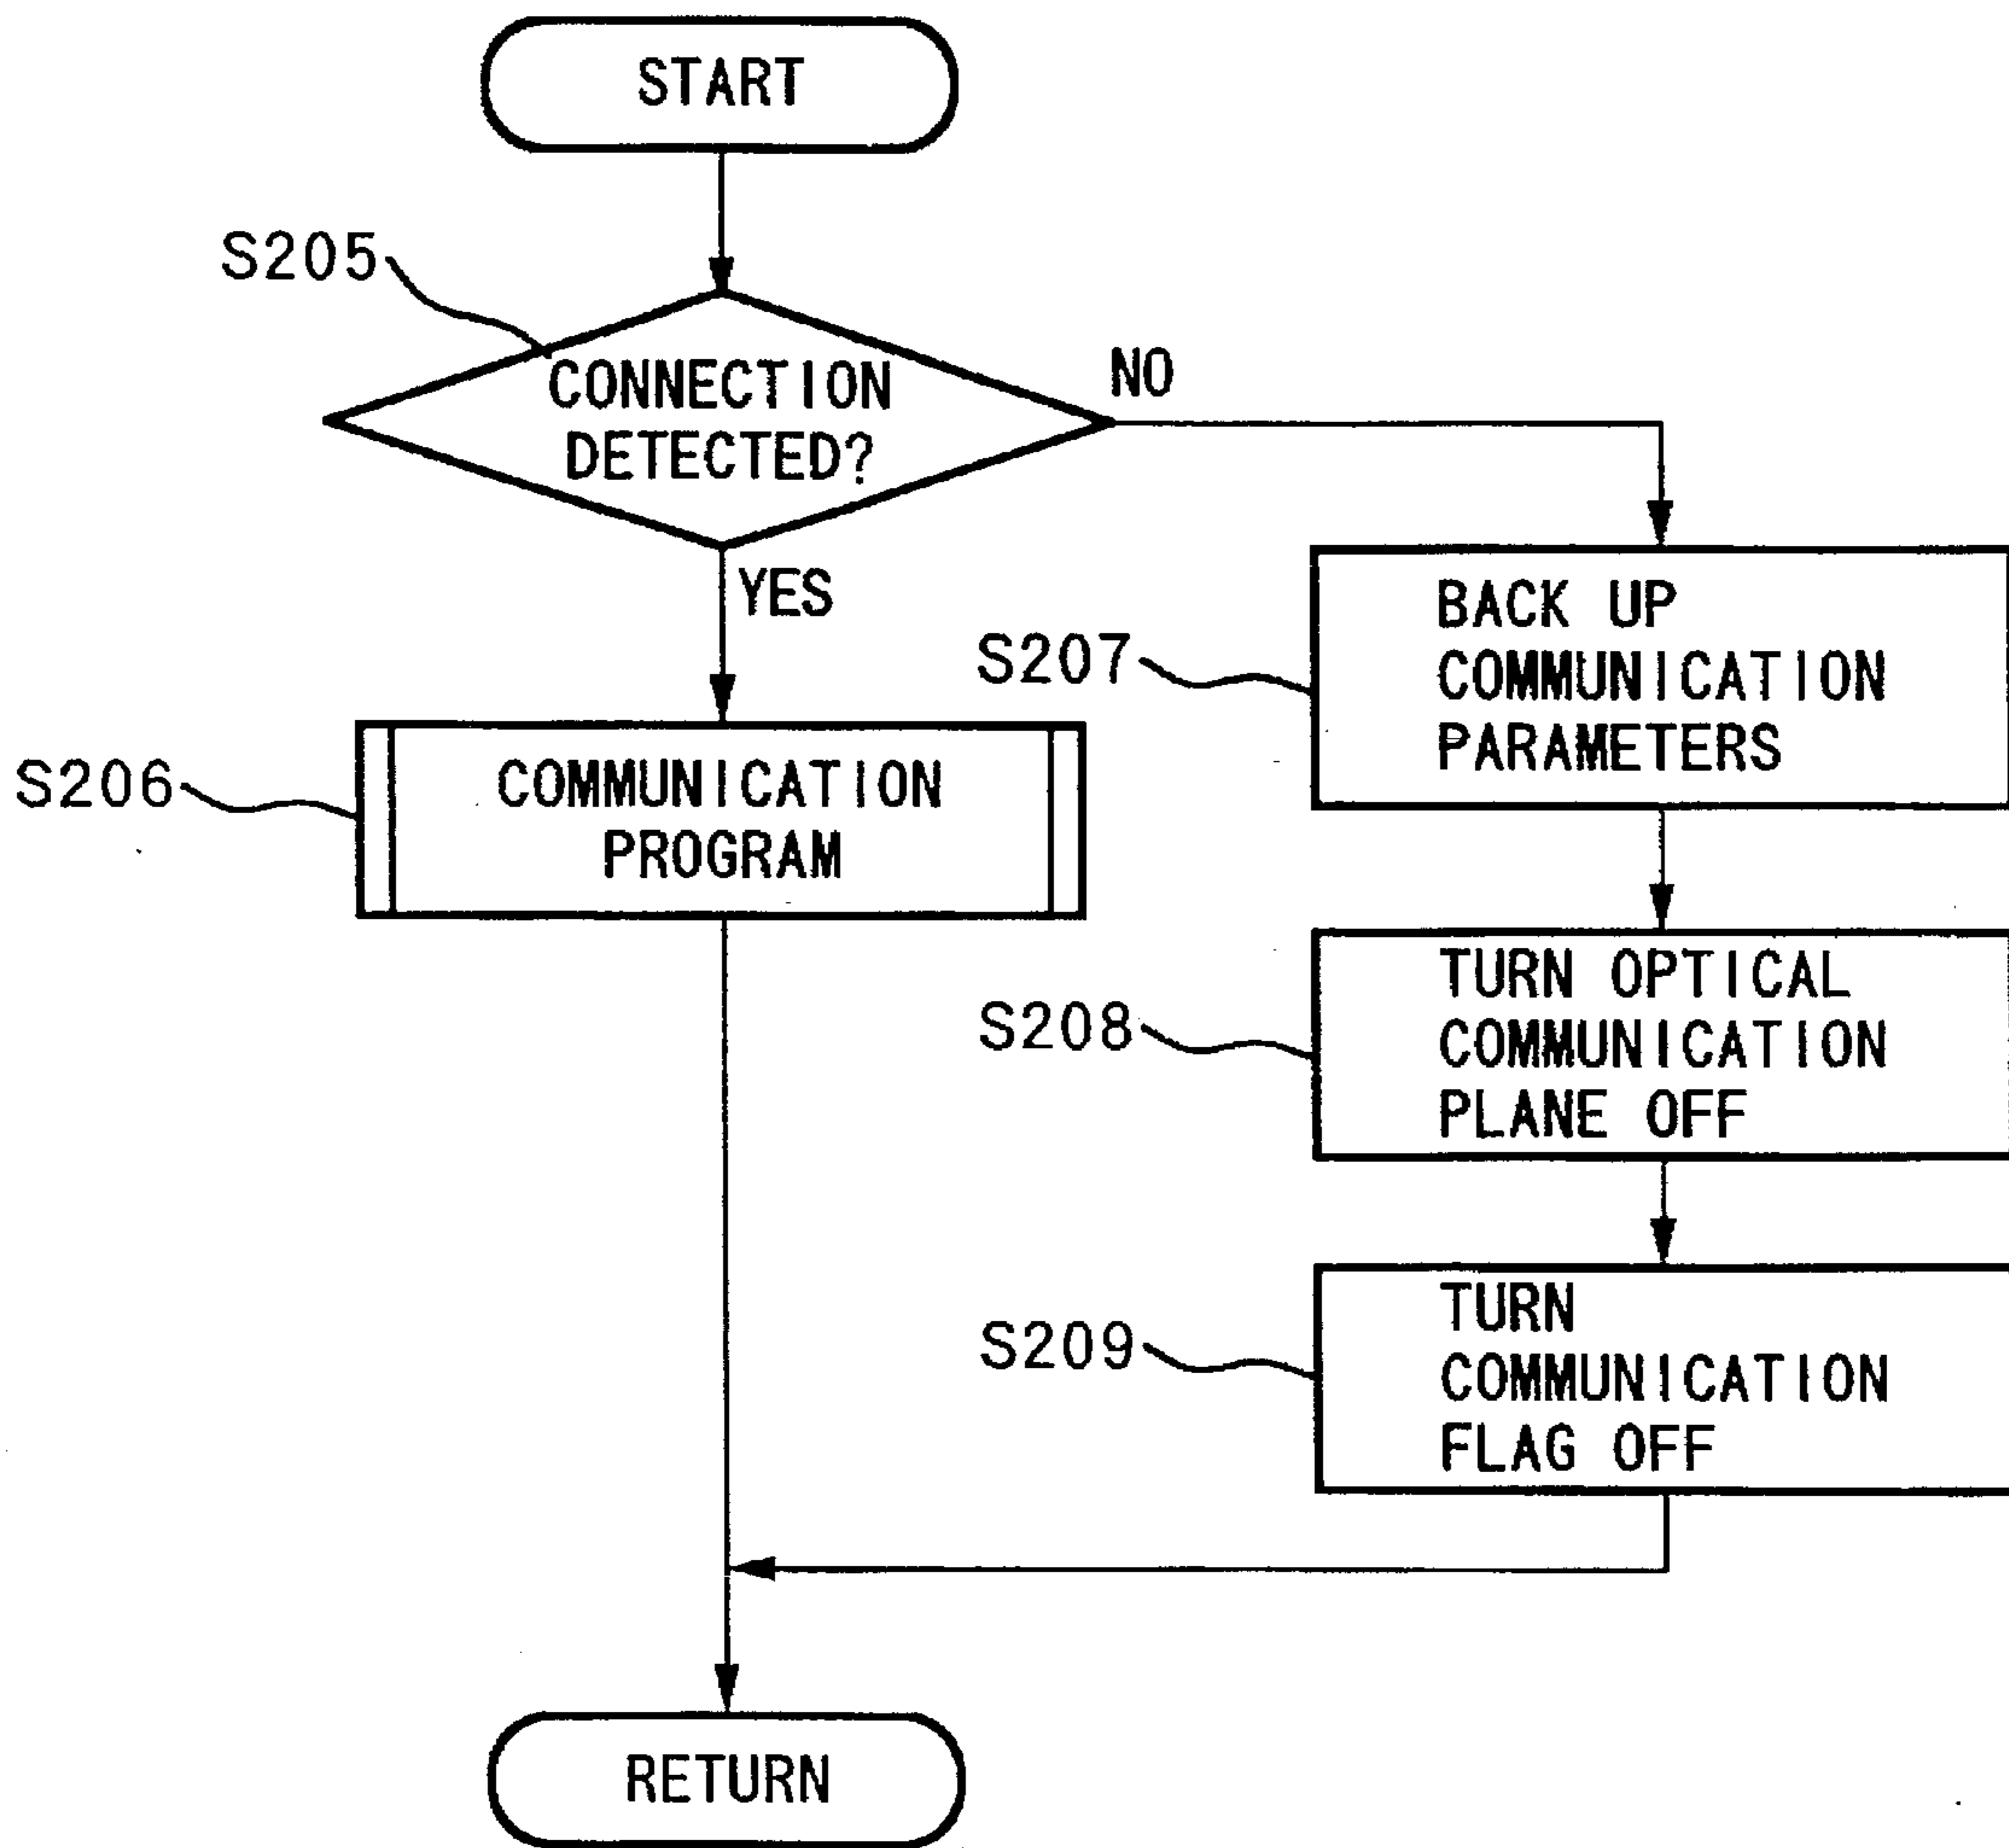 START
S205
CONNECTION
DETECTED?
NO
YES
S206
COMMUNICATION
PROGRAM
S207
BACK UP
COMMUNICATION
PARAMETERS
S208
TURN OPTICAL
COMMUNICATION
PLANE OFF
S209
TURN
COMMUNICATION
FLAG OFF
RETURN